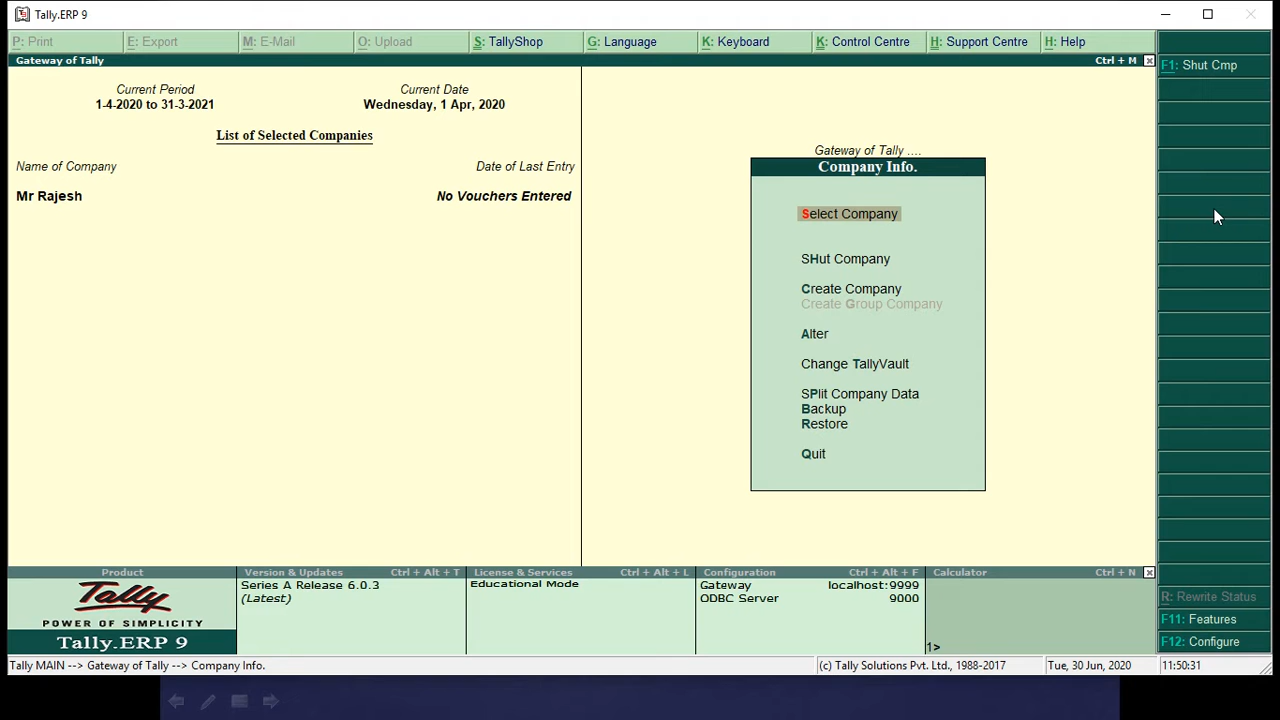 Tally.ERP 9
P: Print E: Export M: E-Mail O: Upload S: TallyShop G: Language K: Keyboard K: Control Centre H: Support Centre H: Help
Gateway of Tally Ctrl + M
F1: Shut Cmp
Current Period Current Date
1-4-2020 to 31-3-2021 Wednesday, 1 Apr, 2020
List of Selected Companies
Name of Company Date of Last Entry
Mr Rajesh No Vouchers Entered
Gateway of Tally ....
Company Info.
Select Company
SHut Company
Create Company
Create Group Company
Alter
Change TallyVault
SPlit Company Data
Backup
Restore
Quit
Product Version & Updates Ctrl + Alt + T License & Services Ctrl + Alt + L Configuration Ctrl + Alt + F Calculator Ctrl + N
Tally
POWER OF SIMPLICITY
Tally.ERP 9
Series A Release 6.0.3
(Latest)
Educational Mode
Gateway localhost:9999
ODBC Server 9000
1>
R: Rewrite Status
F11: Features
F12: Configure
Tally MAIN --> Gateway of Tally --> Company Info. (c) Tally Solutions Pvt. Ltd., 1988-2017 Tue, 30 Jun, 2020 11:50:31